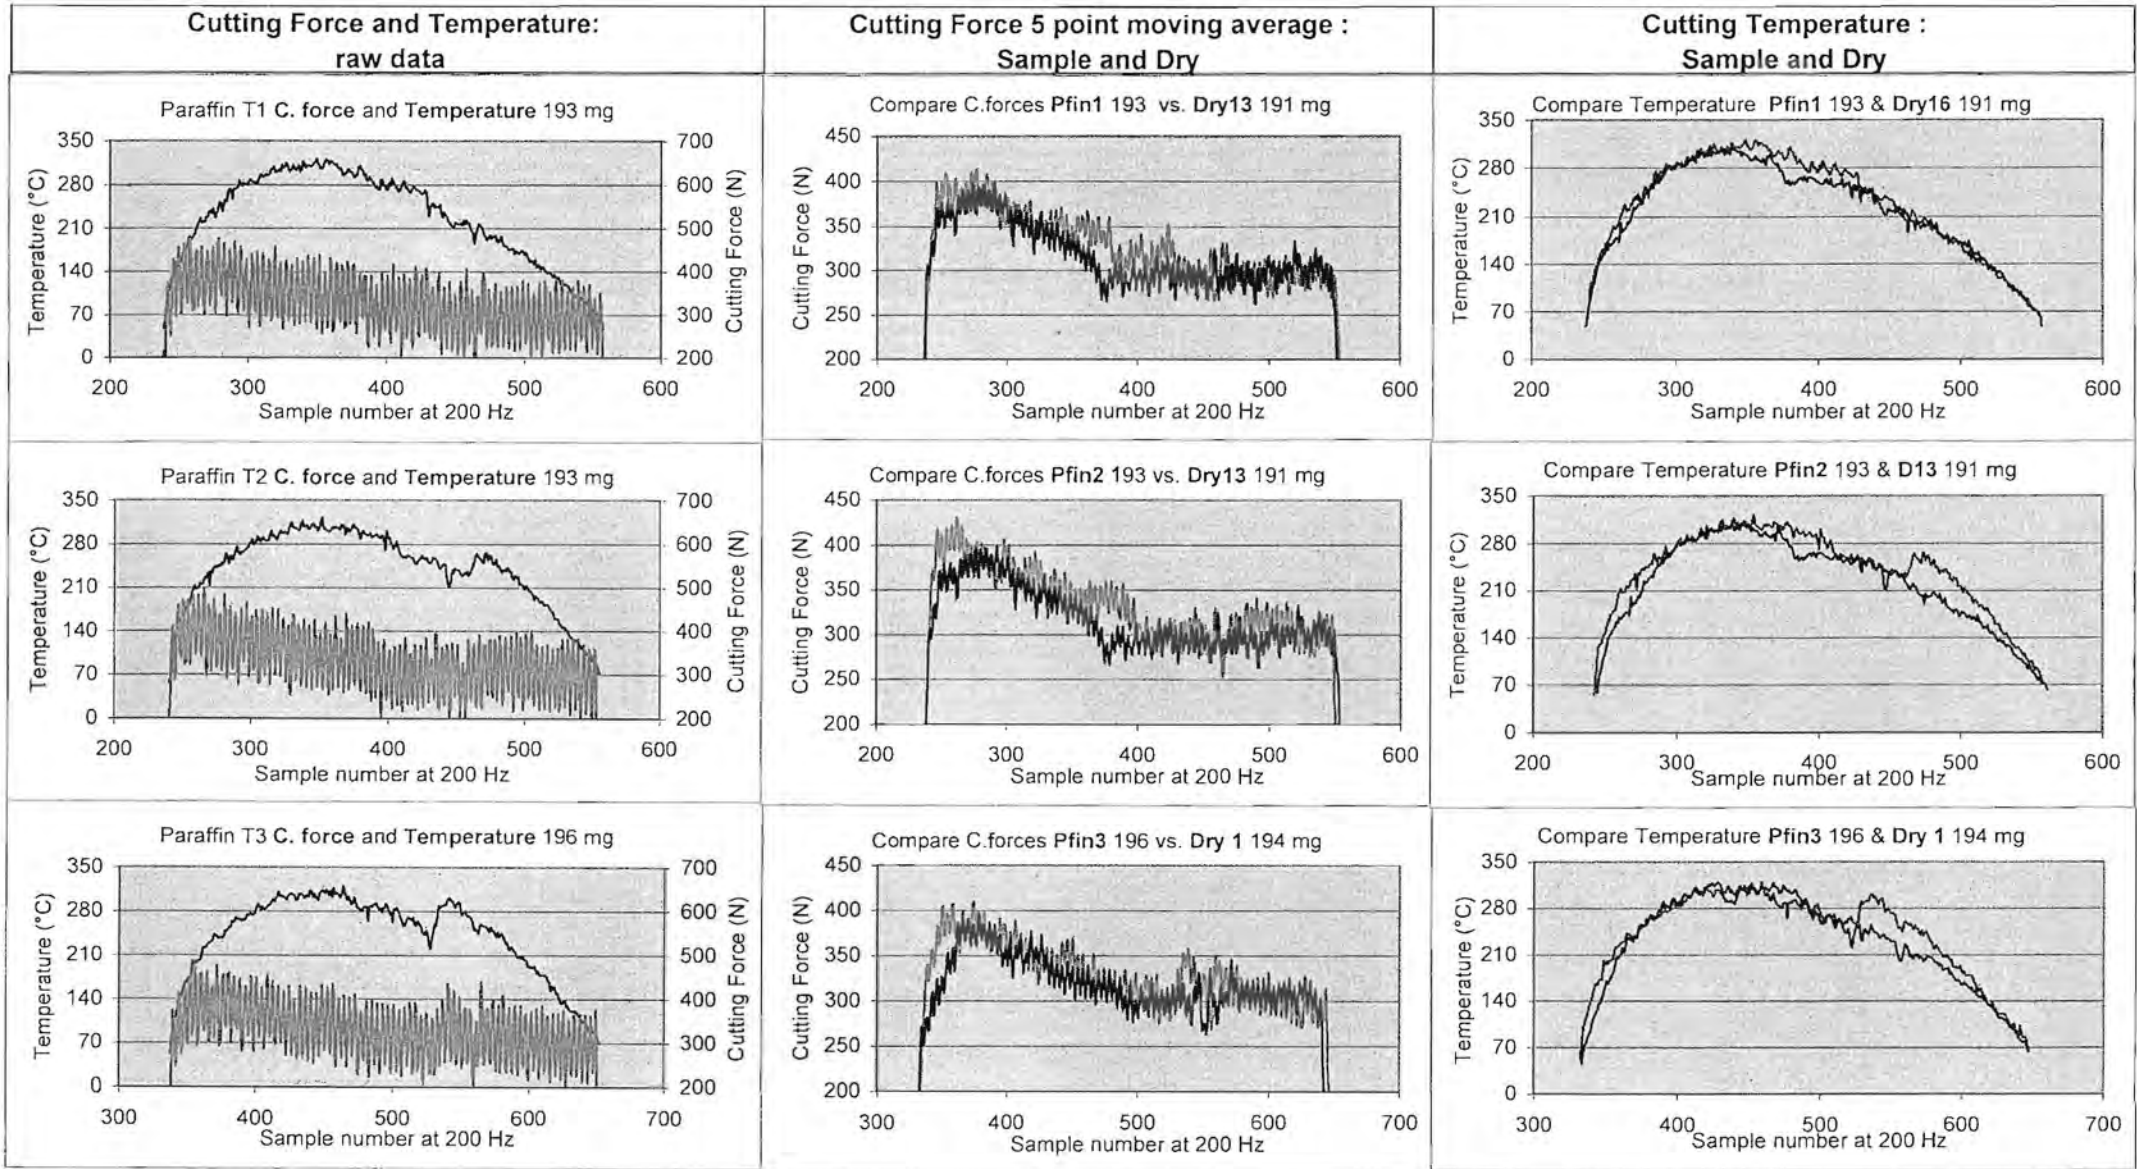 Cutting Force and Temperature:
raw data
Cutting Force 5 point moving average :
Sample and Dry
Cutting Temperature :
Sample and Dry
Paraffin T1 C. force and Temperature 193 mg
350
280
210
140
70
0
Temperature (°C)
700
600
500
400
300
200
Cutting Force (N)
200 300 400 500 600
Sample number at 200 Hz
Compare C.forces Pfin1 193 vs. Dry13 191 mg
450
400
350
300
250
200
Cutting Force (N)
200 300 400 500 600
Sample number at 200 Hz
Compare Temperature Pfin1 193 & Dry16 191 mg
350
280
210
140
70
0
Temperature (°C)
200 300 400 500 600
Sample number at 200 Hz
Paraffin T2 C. force and Temperature 193 mg
350
280
210
140
70
0
Temperature (°C)
700
600
500
400
300
200
Cutting Force (N)
200 300 400 500 600
Sample number at 200 Hz
Compare C.forces Pfin2 193 vs. Dry13 191 mg
450
400
350
300
250
200
Cutting Force (N)
200 300 400 500 600
Sample number at 200 Hz
Compare Temperature Pfin2 193 & D13 191 mg
350
280
210
140
70
0
Temperature (°C)
200 300 400 500 600
Sample number at 200 Hz
Paraffin T3 C. force and Temperature 196 mg
350
280
210
140
70
0
Temperature (°C)
700
600
500
400
300
200
Cutting Force (N)
300 400 500 600 700
Sample number at 200 Hz
Compare C.forces Pfin3 196 vs. Dry 1 194 mg
450
400
350
300
250
200
Cutting Force (N)
300 400 500 600 700
Sample number at 200 Hz
Compare Temperature Pfin3 196 & Dry 1 194 mg
350
280
210
140
70
0
Temperature (°C)
300 400 500 600 700
Sample number at 200 Hz